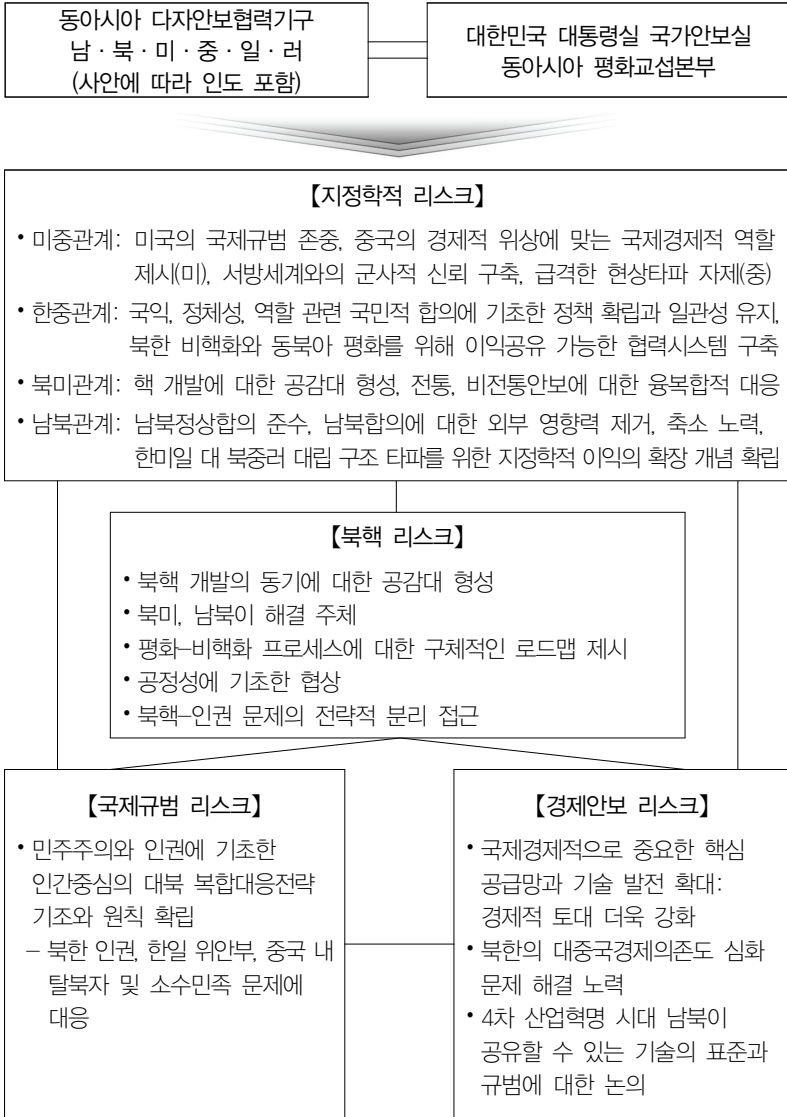 동아시아 다자안보협력기구
남·북·미·중·일·러
(사안에 따라 인도 포함)
대한민국 대통령실 국가안보실
동아시아 평화교섭본부
【지정학적 리스크】
• 미중관계: 미국의 국제규범 존중, 중국의 경제적 위상에 맞는 국제경제적 역할
제시(미), 서방세계와의 군사적 신뢰 구축, 급격한 현상타파 자제(중)
• 한중관계: 국익, 정체성, 역할 관련 국민적 합의에 기초한 정책 확립과 일관성 유지,
북한 비핵화와 동북아 평화를 위해 이익공유 가능한 협력시스템 구축
• 북미관계: 핵 개발에 대한 공감대 형성, 전통, 비전통안보에 대한 융복합적 대응
• 남북관계: 남북정상합의 준수, 남북합의에 대한 외부 영향력 제거, 축소 노력,
한미일 대 북중러 대립 구조 타파를 위한 지정학적 이익의 확장 개념 확립
【북핵 리스크】
• 북핵 개발의 동기에 대한 공감대 형성
• 북미, 남북이 해결 주체
• 평화–비핵화 프로세스에 대한 구체적인 로드맵 제시
• 공정성에 기초한 협상
• 북핵–인권 문제의 전략적 분리 접근
【국제규범 리스크】
• 민주주의와 인권에 기초한
인간중심의 대북 복합대응전략
기조와 원칙 확립
– 북한 인권, 한일 위안부, 중국 내
탈북자 및 소수민족 문제에
대응
【경제안보 리스크】
• 국제경제적으로 중요한 핵심
공급망과 기술 발전 확대:
경제적 토대 더욱 강화
• 북한의 대중국경제의존도 심화
문제 해결 노력
• 4차 산업혁명 시대 남북이
공유할 수 있는 기술의 표준과
규범에 대한 논의